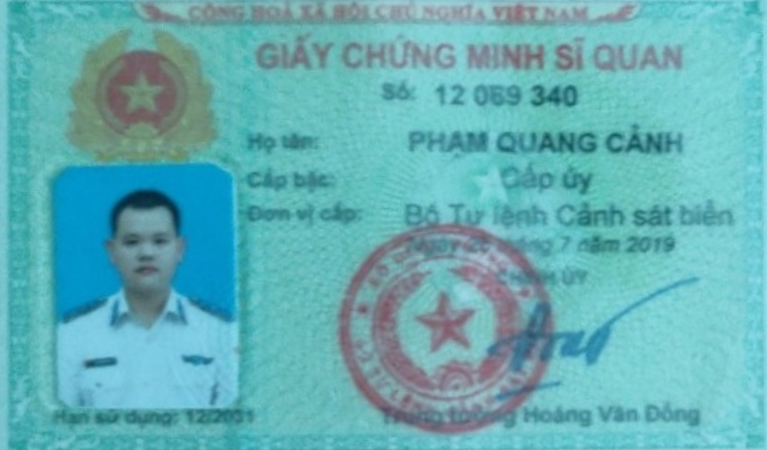 CỘNG HOÀ XÃ HỘI CHỦ NGHĨA VIỆT NAM
GIẤY CHỨNG MINH SĨ QUAN
Số: 12 069 340
Họ tên: PHẠM QUANG CẢNH
Cấp bậc: Cấp úy
Đơn vị cấp: Bộ Tư lệnh Cảnh sát biển
Ngày tháng 7 năm 2019
CHÍNH ỦY
Hạn sử dụng: 12/2031
Trung tướng Hoàng Văn Đồng